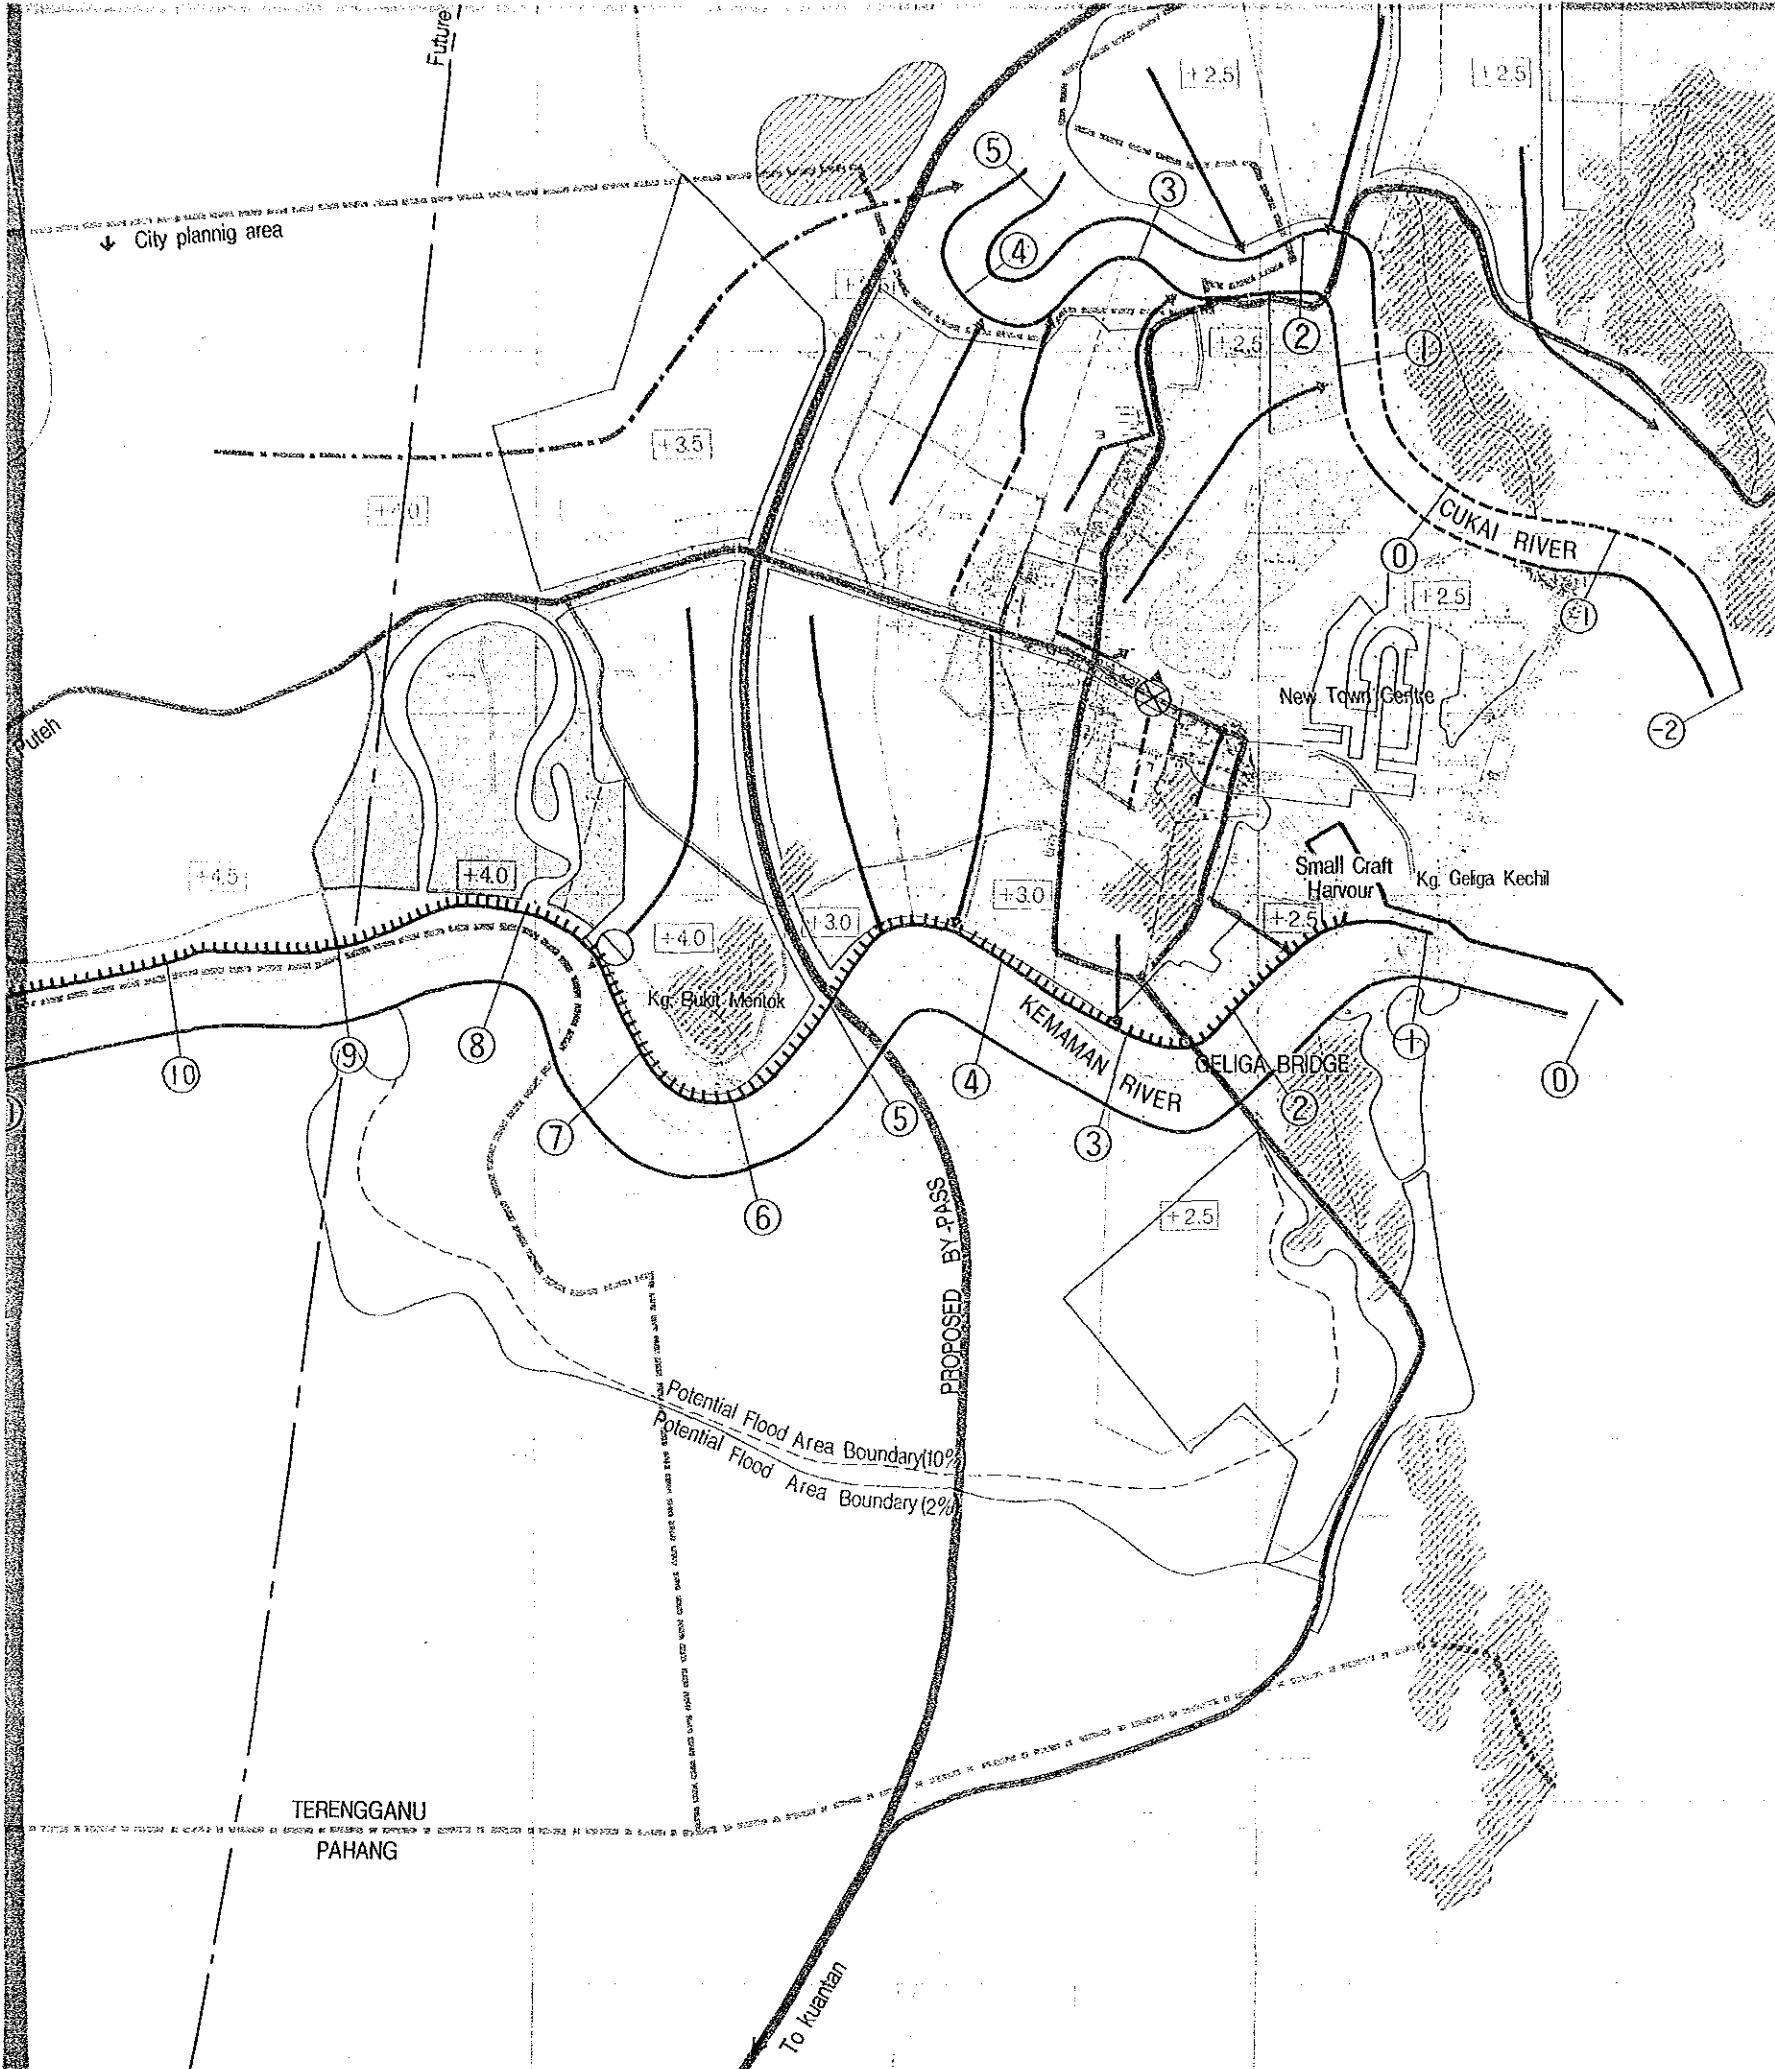 Future
+2.5
+2.5
5
3
City plannig area
4
2
+2.5
1
+3.5
+4.0
CUKAI RIVER
0
+2.5
-1
New Town Centre
-2
Puteh
Small Craft
Harvour
Kg. Geliga Kechil
+4.5
+4.0
+3.0
+2.5
+3.0
+4.0
Kg. Bukit Mentok
KEMAMAN RIVER
GELIGA BRIDGE
10
9
8
7
6
5
4
3
2
1
0
+2.5
PROPOSED BY-PASS
Potential Flood Area Boundary(10%)
Potential Flood Area Boundary(2%)
TERENGGANU
PAHANG
To kuantan